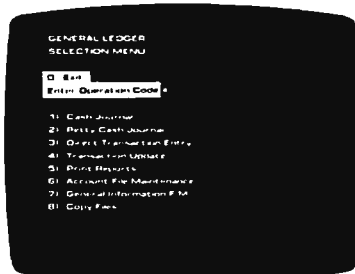 GENERAL LEDGER
SELECTION MENU
0 Exit
Enter Operation Code
1) Cash Journal
2) Petty Cash Journal
3) Direct Transaction Entry
4) Transaction Update
5) Print Reports
6) Account File Maintenance
7) General Information F.M.
8) Copy Files